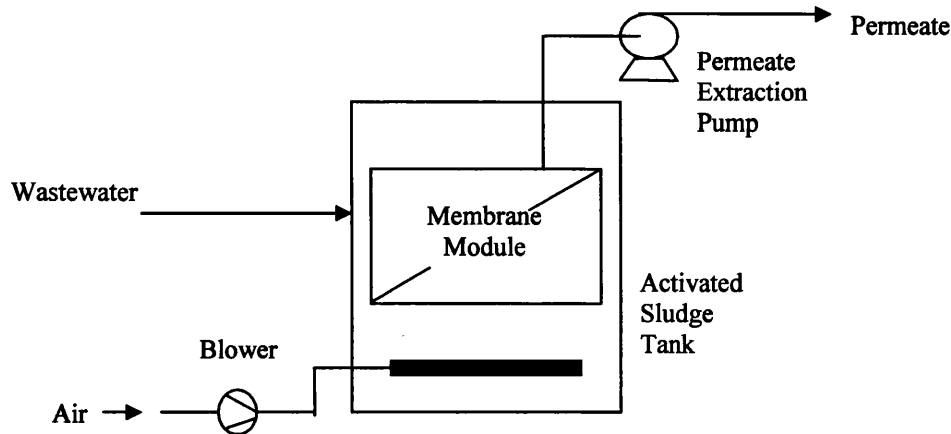 Permeate
Permeate
Extraction
Pump
Wastewater
Membrane
Module
Activated
Sludge
Tank
Blower
Air